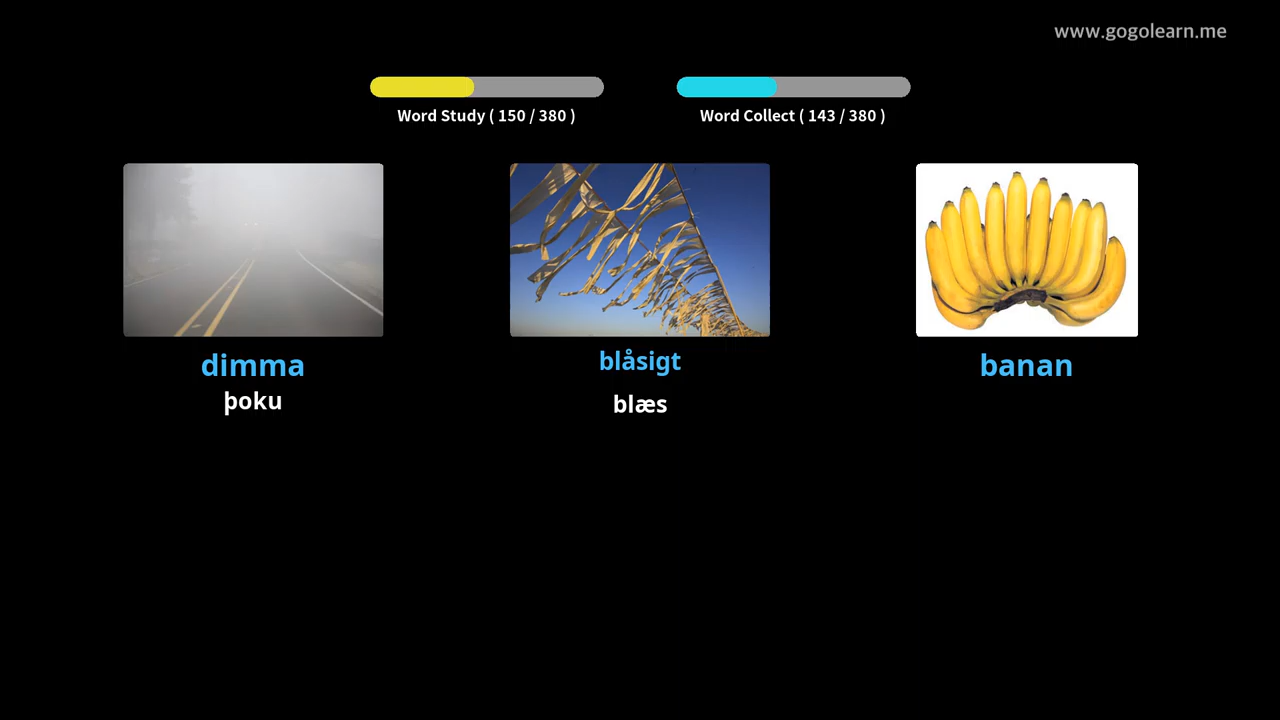 www.gogolearn.me
Word Study ( 150 / 380 )
Word Collect ( 143 / 380 )
dimma
þoku
blåsigt
blæs
banan